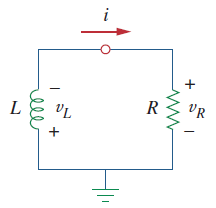 i
− +
L v_L R v_R
+ −